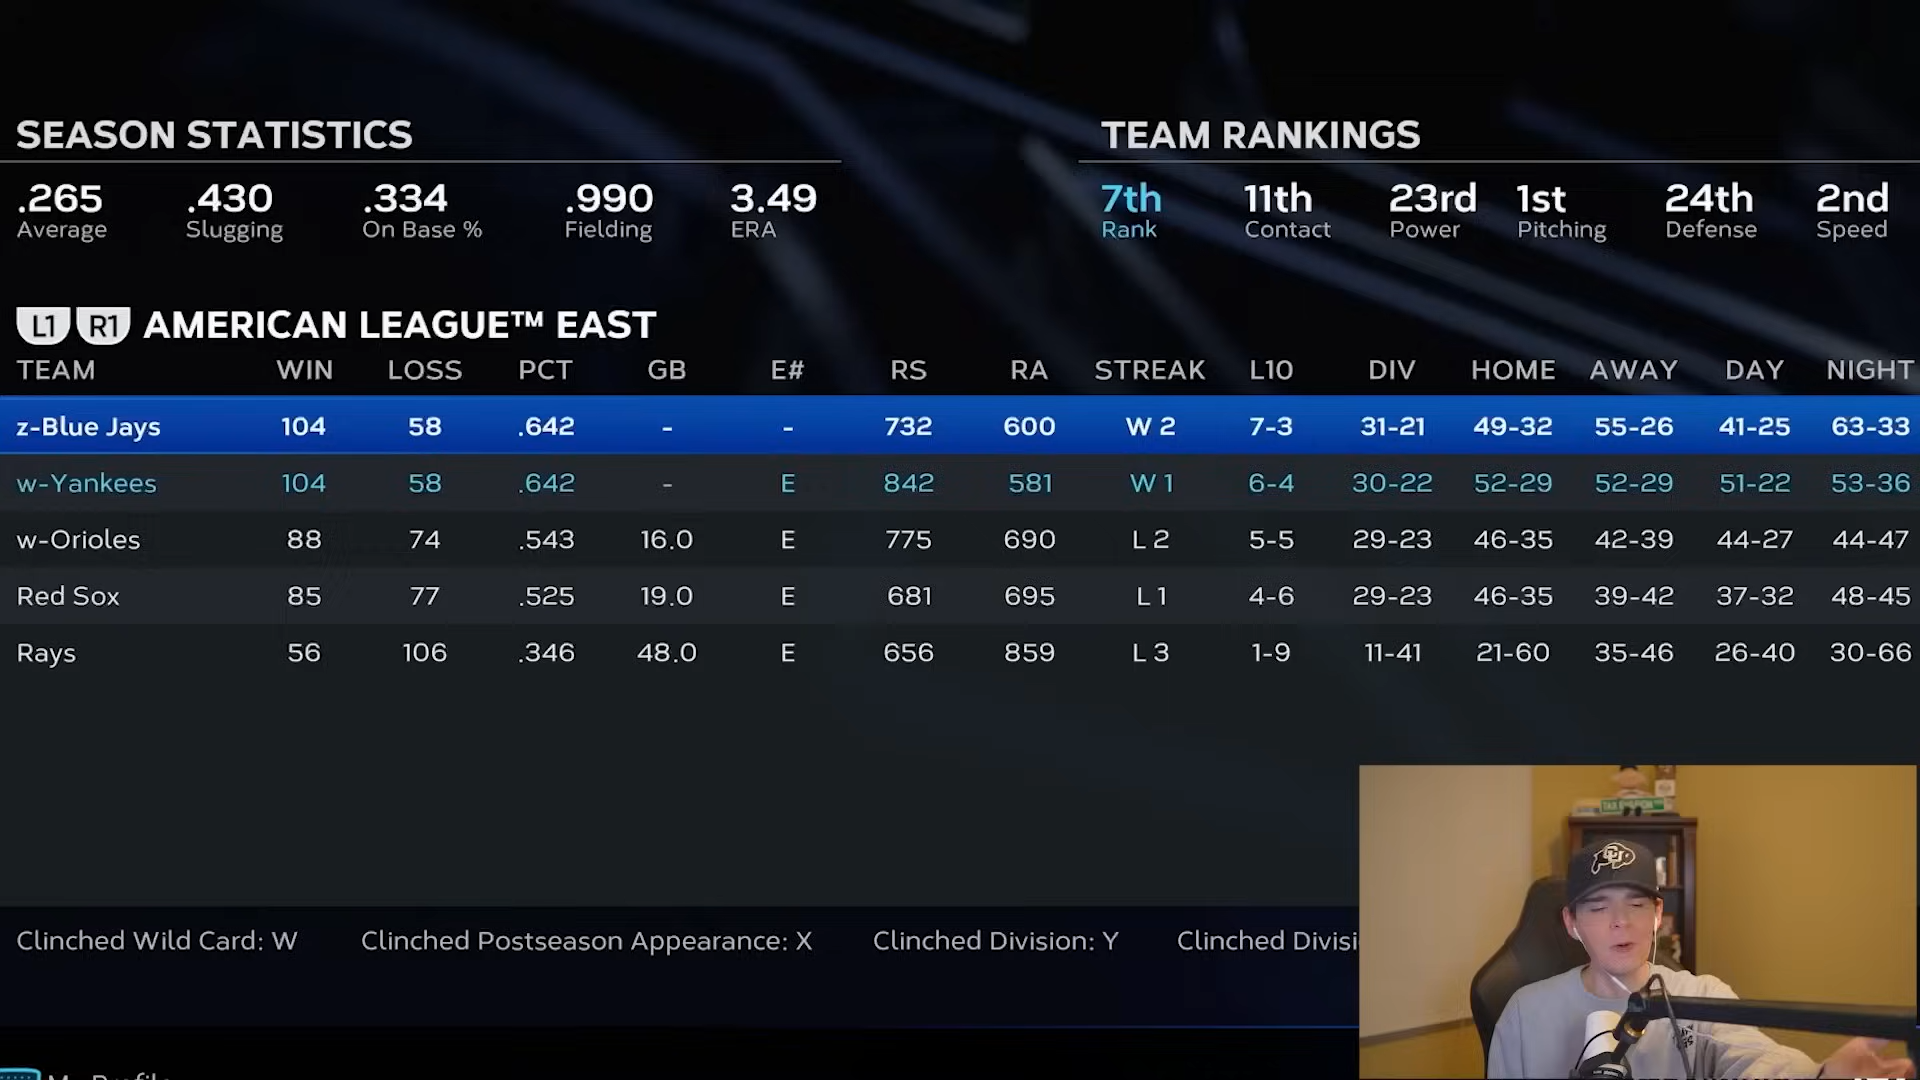 SEASON STATISTICS
.265 .430 .334 .990 3.49
Average Slugging On Base % Fielding ERA
TEAM RANKINGS
7th 11th 23rd 1st 24th 2nd
Rank Contact Power Pitching Defense Speed
L1 R1 AMERICAN LEAGUE™ EAST
TEAM WIN LOSS PCT GB E# RS RA STREAK L10 DIV HOME AWAY DAY NIGHT
z-Blue Jays 104 58 .642 - - 732 600 W 2 7-3 31-21 49-32 55-26 41-25 63-33
w-Yankees 104 58 .642 - E 842 581 W 1 6-4 30-22 52-29 52-29 51-22 53-36
w-Orioles 88 74 .543 16.0 E 775 690 L 2 5-5 29-23 46-35 42-39 44-27 44-47
Red Sox 85 77 .525 19.0 E 681 695 L 1 4-6 29-23 46-35 39-42 37-32 48-45
Rays 56 106 .346 48.0 E 656 859 L 3 1-9 11-41 21-60 35-46 26-40 30-66
Clinched Wild Card: W Clinched Postseason Appearance: X Clinched Division: Y Clinched Divisi
CU